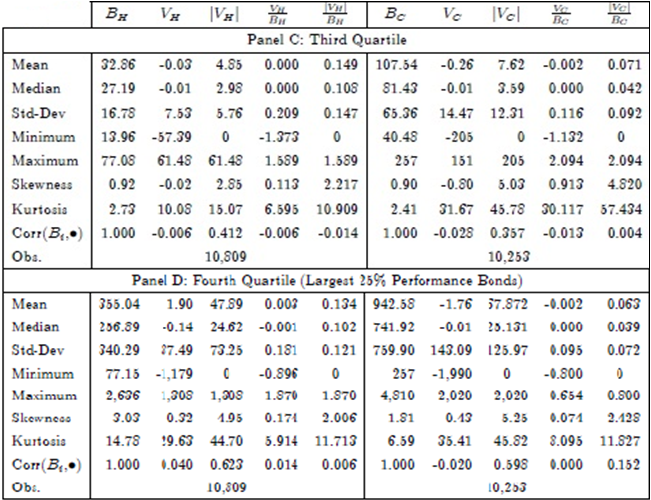 B_H V_H |V_H| V_H/B_H |V_H|/B_H B_C V_C |V_C| V_C/B_C |V_C|/B_C
Panel C: Third Quartile
Mean 32.86 -0.03 4.85 0.000 0.149 107.54 -0.26 7.62 -0.002 0.071
Median 27.19 -0.01 2.98 0.000 0.108 81.43 -0.01 3.59 0.000 0.042
Std-Dev 16.78 7.53 5.76 0.209 0.147 65.36 14.47 12.31 0.116 0.092
Minimum 13.96 -57.39 0 -1.373 0 40.48 -205 0 -1.132 0
Maximum 77.08 61.48 61.48 1.589 1.589 257 151 205 2.094 2.094
Skewness 0.92 -0.02 2.85 0.113 2.217 0.90 -0.80 5.03 0.913 4.820
Kurtosis 2.73 10.08 15.07 6.595 10.909 2.41 31.67 45.78 30.117 57.434
Corr(B_t,•) 1.000 -0.006 0.412 -0.006 -0.014 1.000 -0.028 0.357 -0.013 0.004
Obs. 10,809 10,253
Panel D: Fourth Quartile (Largest 25% Performance Bonds)
Mean 355.04 1.90 47.89 0.003 0.134 942.58 -1.76 57.872 -0.002 0.063
Median 256.89 -0.14 24.62 -0.001 0.102 741.92 -0.01 25.131 0.000 0.039
Std-Dev 340.29 87.49 73.25 0.181 0.121 759.90 143.09 125.97 0.095 0.072
Minimum 77.15 -1,179 0 -0.896 0 257 -1,990 0 -0.800 0
Maximum 2,636 1,308 1,308 1.870 1.870 4,810 2,020 2,020 0.654 0.800
Skewness 3.03 0.32 4.95 0.174 2.006 1.81 0.43 5.25 0.074 2.428
Kurtosis 14.78 29.63 44.70 5.914 11.713 6.59 35.41 45.82 8.095 11.827
Corr(B_t,•) 1.000 0.040 0.623 0.014 0.006 1.000 -0.020 0.598 0.000 0.152
Obs. 10,809 10,253